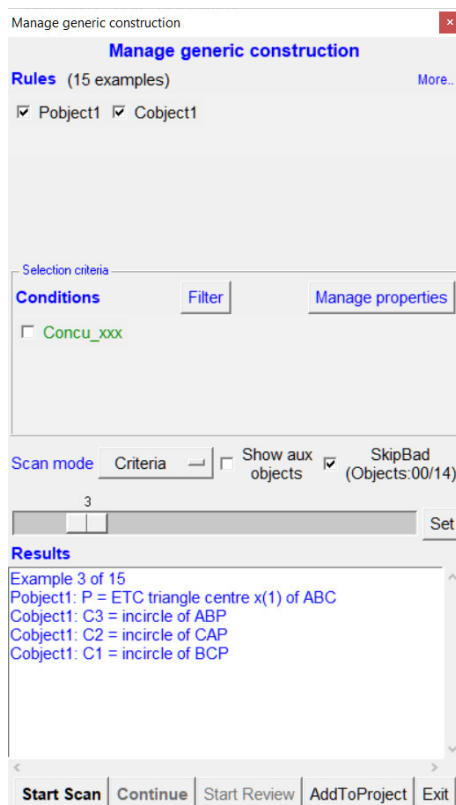 Manage generic construction
Manage generic construction
Rules (15 examples) More..
Pobject1 Cobject1
Selection criteria
Conditions Filter Manage properties
Concu_xxx
Scan mode Criteria Show aux objects SkipBad (Objects:00/14)
3
Set
Results
Example 3 of 15
Pobject1: P = ETC triangle centre x(1) of ABC
Cobject1: C3 = incircle of ABP
Cobject1: C2 = incircle of CAP
Cobject1: C1 = incircle of BCP
Start Scan Continue Start Review AddToProject Exit